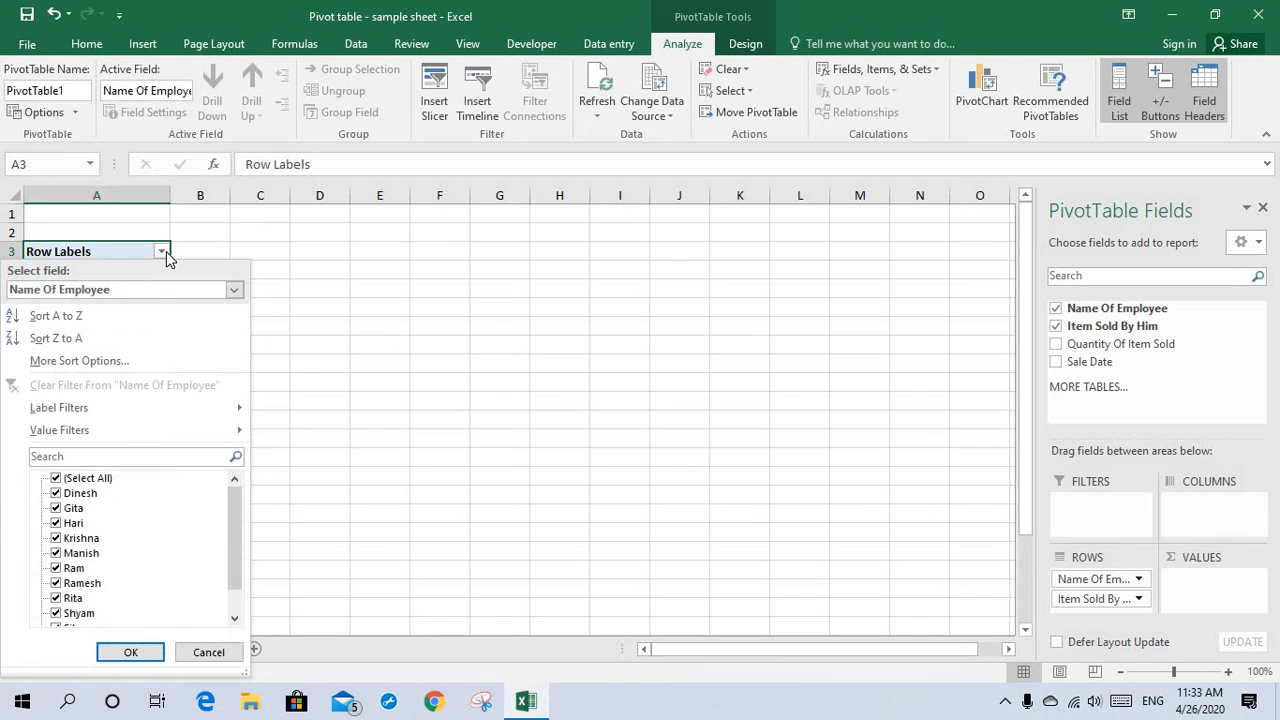 Pivot table - sample sheet - Excel
PivotTable Tools
File Home Insert Page Layout Formulas Data Review View Developer Data entry Analyze Design Tell me what you want to do... Sign in Share
PivotTable Name:
PivotTable1
Options
PivotTable
Active Field:
Name Of Employe
Field Settings
Drill Down
Drill Up
Active Field
Group Selection
Ungroup
Group Field
Group
Insert Slicer
Insert Timeline
Filter Connections
Filter
Refresh
Change Data Source
Data
Clear
Select
Move PivotTable
Actions
Fields, Items, & Sets
OLAP Tools
Relationships
Calculations
PivotChart
Recommended PivotTables
Tools
Field List
+/- Buttons
Field Headers
Show
A3
fx
Row Labels
A B C D E F G H I J K L M N O
1
2
3 Row Labels
Select field:
Name Of Employee
Sort A to Z
Sort Z to A
More Sort Options...
Clear Filter From "Name Of Employee"
Label Filters
Value Filters
Search
(Select All)
Dinesh
Gita
Hari
Krishna
Manish
Ram
Ramesh
Rita
Shyam
OK Cancel
PivotTable Fields
Choose fields to add to report:
Search
Name Of Employee
Item Sold By Him
Quantity Of Item Sold
Sale Date
MORE TABLES...
Drag fields between areas below:
FILTERS
COLUMNS
ROWS
VALUES
Name Of Em...
Item Sold By ...
Defer Layout Update
UPDATE
100%
5
ENG
11:33 AM
4/26/2020